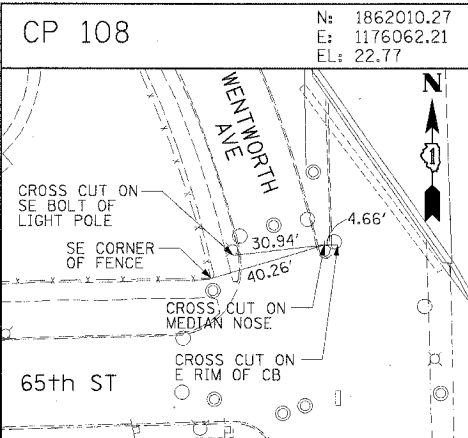 CP 108
N: 1862010.27
E: 1176062.21
EL: 22.77
WENTWORTH
AVE
N
1
CROSS CUT ON
SE BOLT OF
LIGHT POLE
4.66'
30.94'
SE CORNER
OF FENCE
40.26'
CROSS CUT ON
MEDIAN NOSE
CROSS CUT ON
E RIM OF CB
65th ST